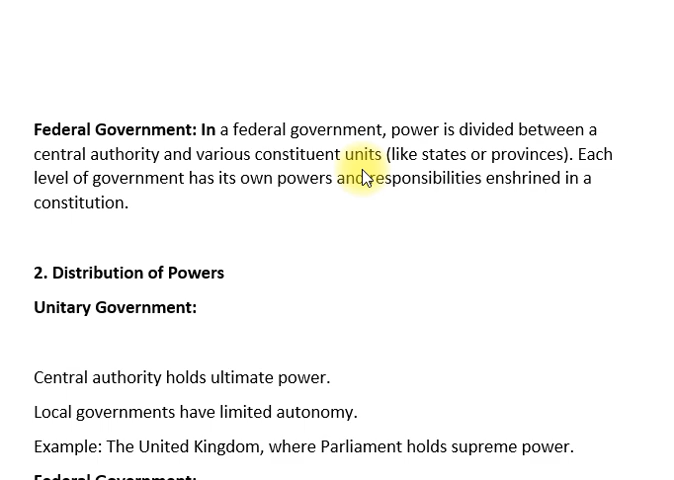 Federal Government: In a federal government, power is divided between a
central authority and various constituent units (like states or provinces). Each
level of government has its own powers and responsibilities enshrined in a
constitution.
2. Distribution of Powers
Unitary Government:
Central authority holds ultimate power.
Local governments have limited autonomy.
Example: The United Kingdom, where Parliament holds supreme power.
Federal Government: